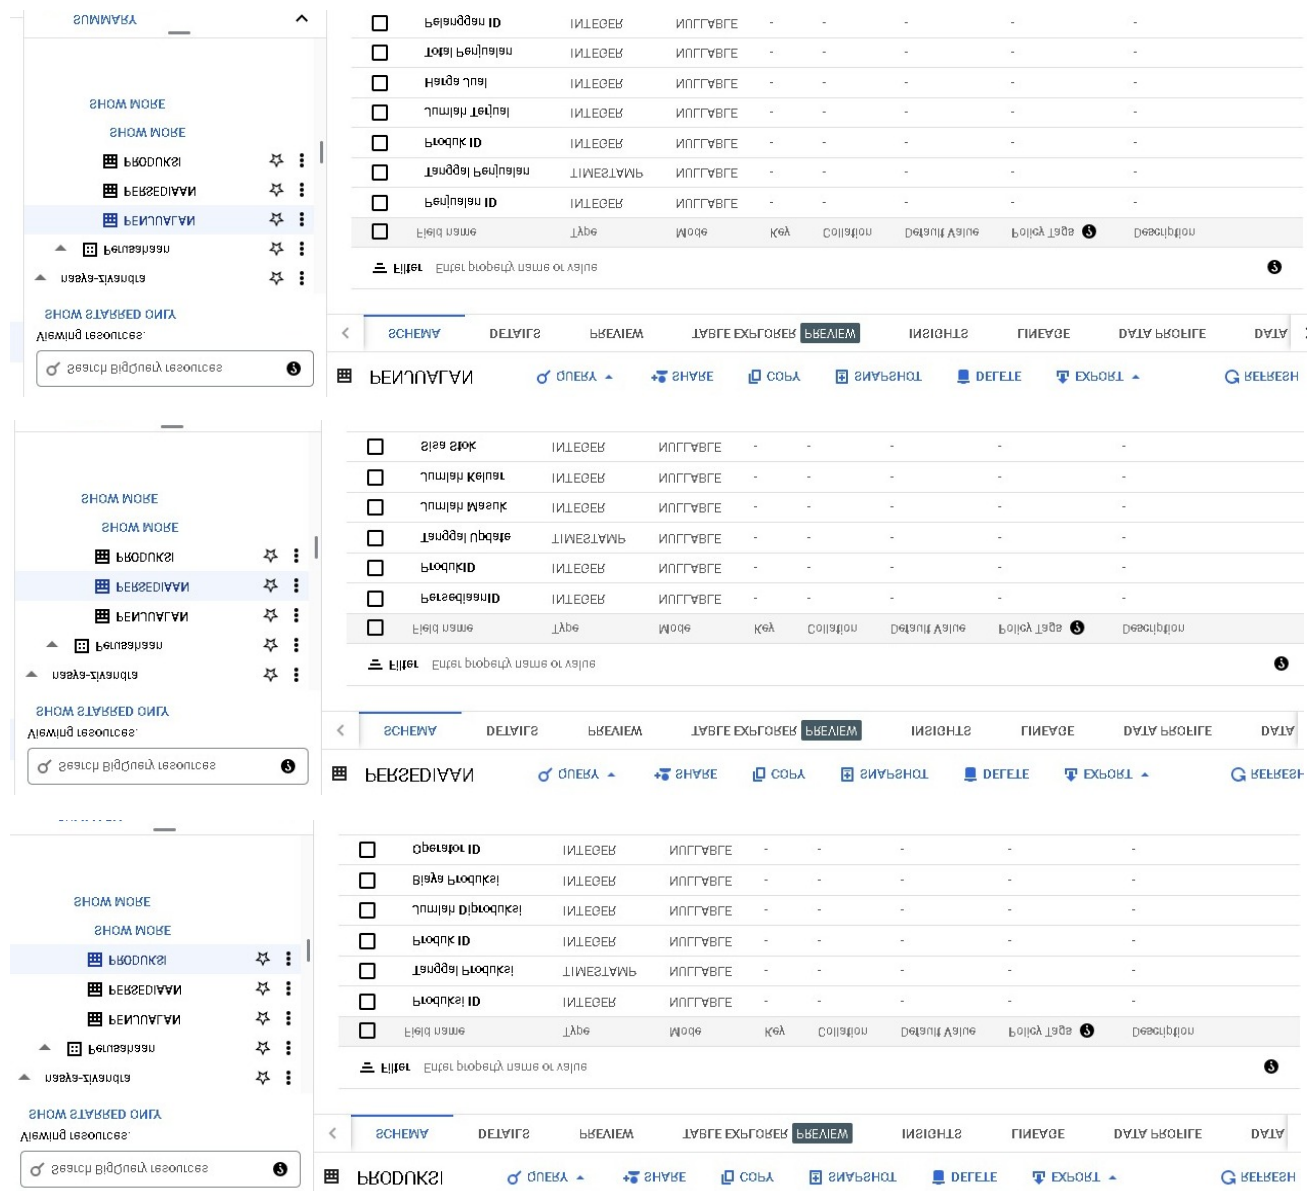 Search BigQuery resources
Viewing resources.
SHOW STARRED ONLY
nasya-zivandra
Perusahaan
PENJUALAN
PERSEDIAAN
PRODUKSI
SHOW MORE
SHOW MORE
PRODUKSI QUERY SHARE COPY SNAPSHOT DELETE EXPORT REFRESH
SCHEMA DETAILS PREVIEW TABLE EXPLORER PREVIEW INSIGHTS LINEAGE DATA PROFILE DATA
Filter Enter property name or value
Field name Type Mode Key Collation Default Value Policy Tags Description
Produksi ID INTEGER NULLABLE - - - - -
Tanggal Produksi TIMESTAMP NULLABLE - - - - -
Produk ID INTEGER NULLABLE - - - - -
Jumlah Diproduksi INTEGER NULLABLE - - - - -
Biaya Produksi INTEGER NULLABLE - - - - -
Operator ID INTEGER NULLABLE - - - - -
Search BigQuery resources
Viewing resources.
SHOW STARRED ONLY
nasya-zivandra
Perusahaan
PENJUALAN
PERSEDIAAN
PRODUKSI
SHOW MORE
SHOW MORE
PERSEDIAAN QUERY SHARE COPY SNAPSHOT DELETE EXPORT REFRESH
SCHEMA DETAILS PREVIEW TABLE EXPLORER PREVIEW INSIGHTS LINEAGE DATA PROFILE DATA
Filter Enter property name or value
Field name Type Mode Key Collation Default Value Policy Tags Description
PersediaanID INTEGER NULLABLE - - - - -
ProdukID INTEGER NULLABLE - - - - -
Tanggal Update TIMESTAMP NULLABLE - - - - -
Jumlah Masuk INTEGER NULLABLE - - - - -
Jumlah Keluar INTEGER NULLABLE - - - - -
Sisa Stok INTEGER NULLABLE - - - - -
Search BigQuery resources
Viewing resources.
SHOW STARRED ONLY
nasya-zivandra
Perusahaan
PENJUALAN
PERSEDIAAN
PRODUKSI
SHOW MORE
SHOW MORE
SUMMARY
PENJUALAN QUERY SHARE COPY SNAPSHOT DELETE EXPORT REFRESH
SCHEMA DETAILS PREVIEW TABLE EXPLORER PREVIEW INSIGHTS LINEAGE DATA PROFILE DATA
Filter Enter property name or value
Field name Type Mode Key Collation Default Value Policy Tags Description
Penjualan ID INTEGER NULLABLE - - - - -
Tanggal Penjualan TIMESTAMP NULLABLE - - - - -
Produk ID INTEGER NULLABLE - - - - -
Jumlah Terjual INTEGER NULLABLE - - - - -
Harga Jual INTEGER NULLABLE - - - - -
Total Penjualan INTEGER NULLABLE - - - - -
Pelanggan ID INTEGER NULLABLE - - - - -